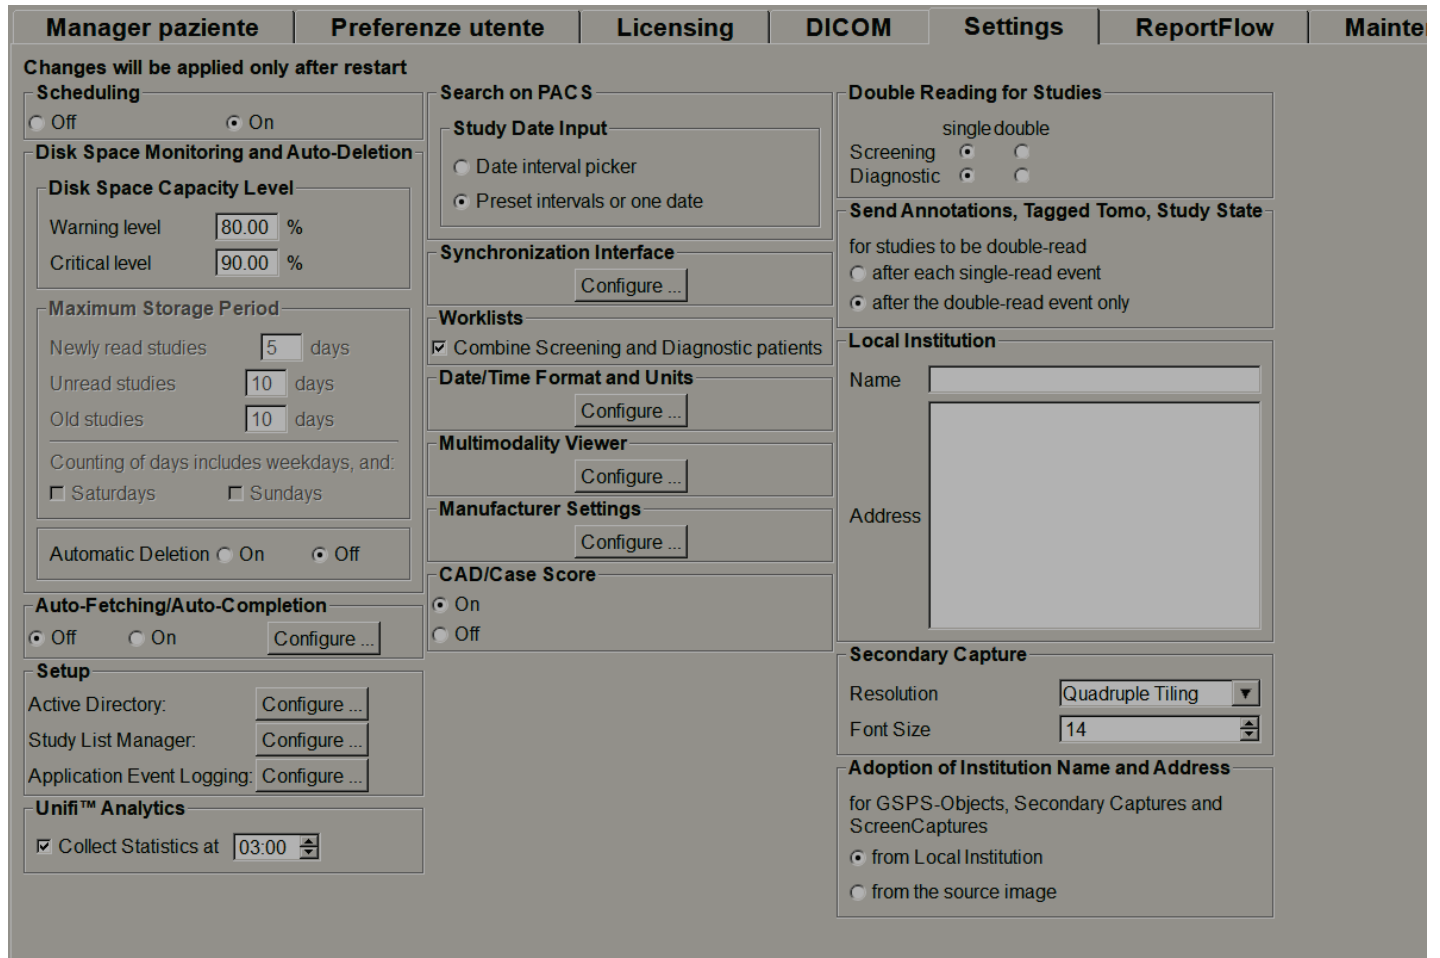 Manager paziente
Preferenze utente
Licensing
DICOM
Settings
ReportFlow
Mainte
Changes will be applied only after restart
Scheduling
Off On
Disk Space Monitoring and Auto-Deletion
Disk Space Capacity Level
Warning level 80.00 %
Critical level 90.00 %
Maximum Storage Period
Newly read studies 5 days
Unread studies 10 days
Old studies 10 days
Counting of days includes weekdays, and:
Saturdays Sundays
Automatic Deletion On Off
Auto-Fetching/Auto-Completion
Off On Configure ...
Setup
Active Directory: Configure ...
Study List Manager: Configure ...
Application Event Logging: Configure ...
Unifi™ Analytics
Collect Statistics at 03:00
Search on PACS
Study Date Input
Date interval picker
Preset intervals or one date
Synchronization Interface
Configure ...
Worklists
Combine Screening and Diagnostic patients
Date/Time Format and Units
Configure ...
Multimodality Viewer
Configure ...
Manufacturer Settings
Configure ...
CAD/Case Score
On
Off
Double Reading for Studies
single double
Screening
Diagnostic
Send Annotations, Tagged Tomo, Study State
for studies to be double-read
after each single-read event
after the double-read event only
Local Institution
Name
Address
Secondary Capture
Resolution Quadruple Tiling
Font Size 14
Adoption of Institution Name and Address
for GSPS-Objects, Secondary Captures and
ScreenCaptures
from Local Institution
from the source image